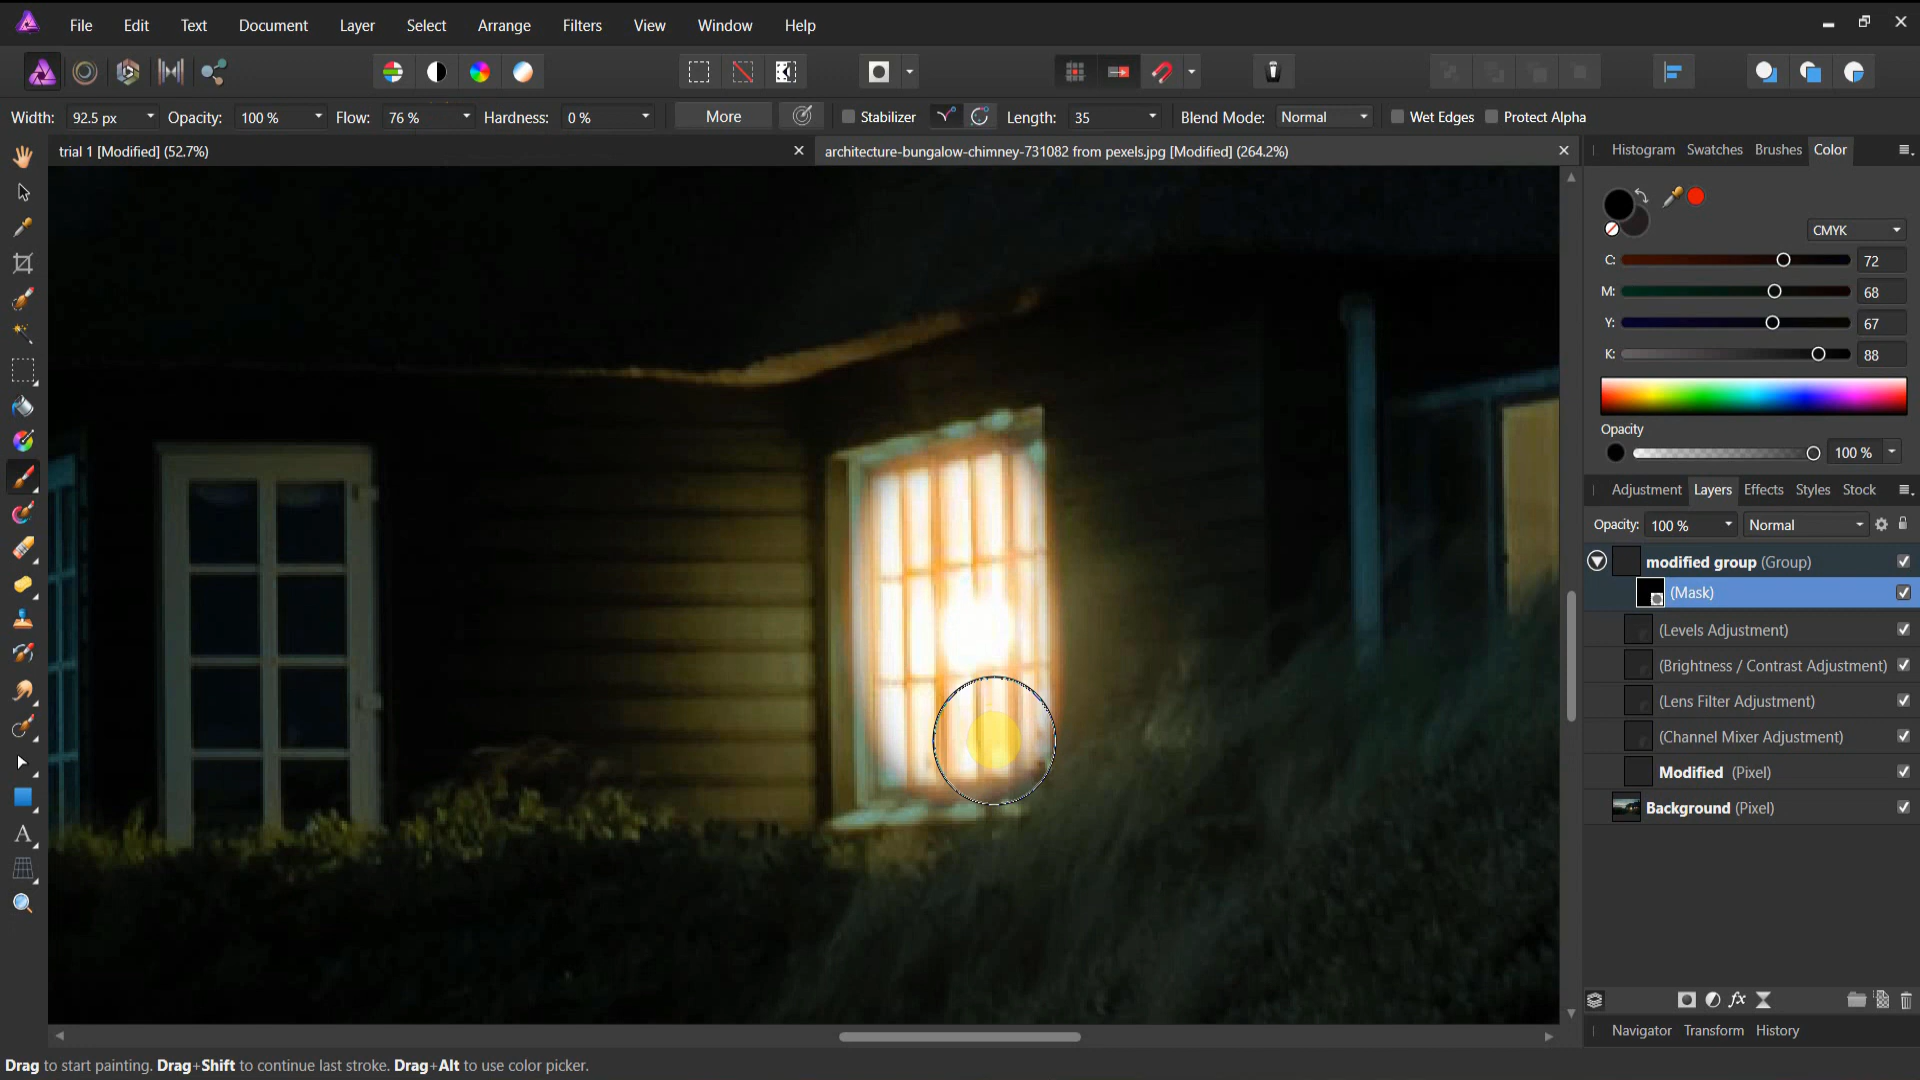 File Edit Text Document Layer Select Arrange Filters View Window Help
Width: 92.5 px Opacity: 100 % Flow: 76 % Hardness: 0 % More Stabilizer Length: 35 Blend Mode: Normal Wet Edges Protect Alpha
trial 1 [Modified] (52.7%) architecture-bungalow-chimney-731082 from pexels.jpg [Modified] (264.2%)
Histogram Swatches Brushes Color
CMYK
C: 72
M: 68
Y: 67
K: 88
Opacity
100 %
Adjustment Layers Effects Styles Stock
Opacity: 100 % Normal
modified group (Group)
(Mask)
(Levels Adjustment)
(Brightness / Contrast Adjustment)
(Lens Filter Adjustment)
(Channel Mixer Adjustment)
Modified (Pixel)
Background (Pixel)
fx
Navigator Transform History
Drag to start painting. Drag+Shift to continue last stroke. Drag+Alt to use color picker.